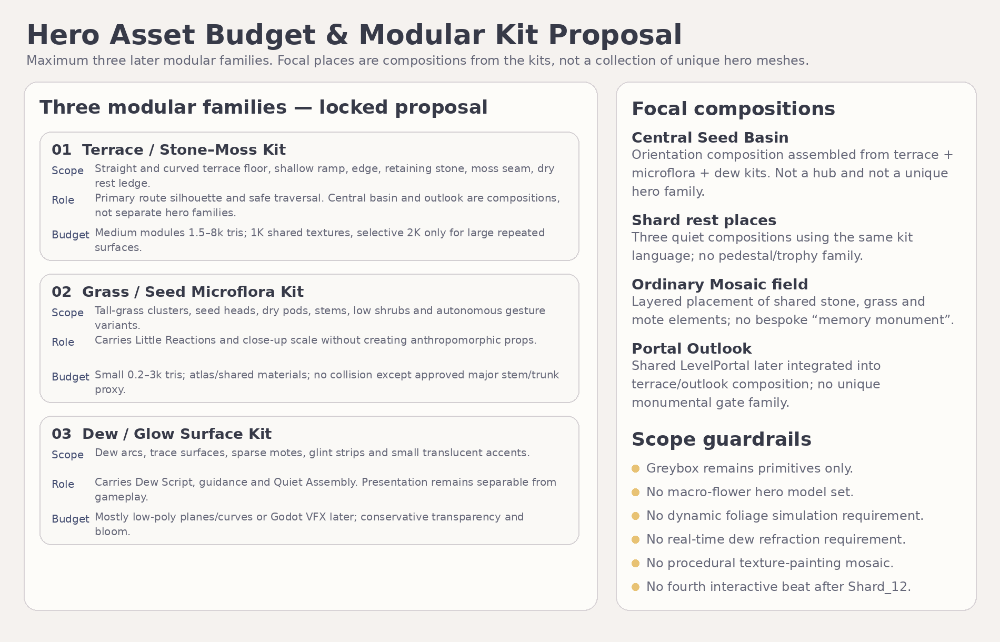 Hero Asset Budget & Modular Kit Proposal
Maximum three later modular families. Focal places are compositions from the kits, not a collection of unique hero meshes.
Three modular families — locked proposal
01 Terrace / Stone–Moss Kit
Scope Straight and curved terrace floor, shallow ramp, edge, retaining stone, moss seam, dry
rest ledge.
Role Primary route silhouette and safe traversal. Central basin and outlook are compositions,
not separate hero families.
Budget Medium modules 1.5–8k tris; 1K shared textures, selective 2K only for large repeated
surfaces.
02 Grass / Seed Microflora Kit
Scope Tall-grass clusters, seed heads, dry pods, stems, low shrubs and autonomous gesture
variants.
Role Carries Little Reactions and close-up scale without creating anthropomorphic props.
Budget Small 0.2–3k tris; atlas/shared materials; no collision except approved major stem/trunk
proxy.
03 Dew / Glow Surface Kit
Scope Dew arcs, trace surfaces, sparse motes, glint strips and small translucent accents.
Role Carries Dew Script, guidance and Quiet Assembly. Presentation remains separable from
gameplay.
Budget Mostly low-poly planes/curves or Godot VFX later; conservative transparency and
bloom.
Focal compositions
Central Seed Basin
Orientation composition assembled from terrace +
microflora + dew kits. Not a hub and not a unique
hero family.
Shard rest places
Three quiet compositions using the same kit
language; no pedestal/trophy family.
Ordinary Mosaic field
Layered placement of shared stone, grass and
mote elements; no bespoke “memory monument”.
Portal Outlook
Shared LevelPortal later integrated into
terrace/outlook composition; no unique
monumental gate family.
Scope guardrails
Greybox remains primitives only.
No macro-flower hero model set.
No dynamic foliage simulation requirement.
No real-time dew refraction requirement.
No procedural texture-painting mosaic.
No fourth interactive beat after Shard_12.